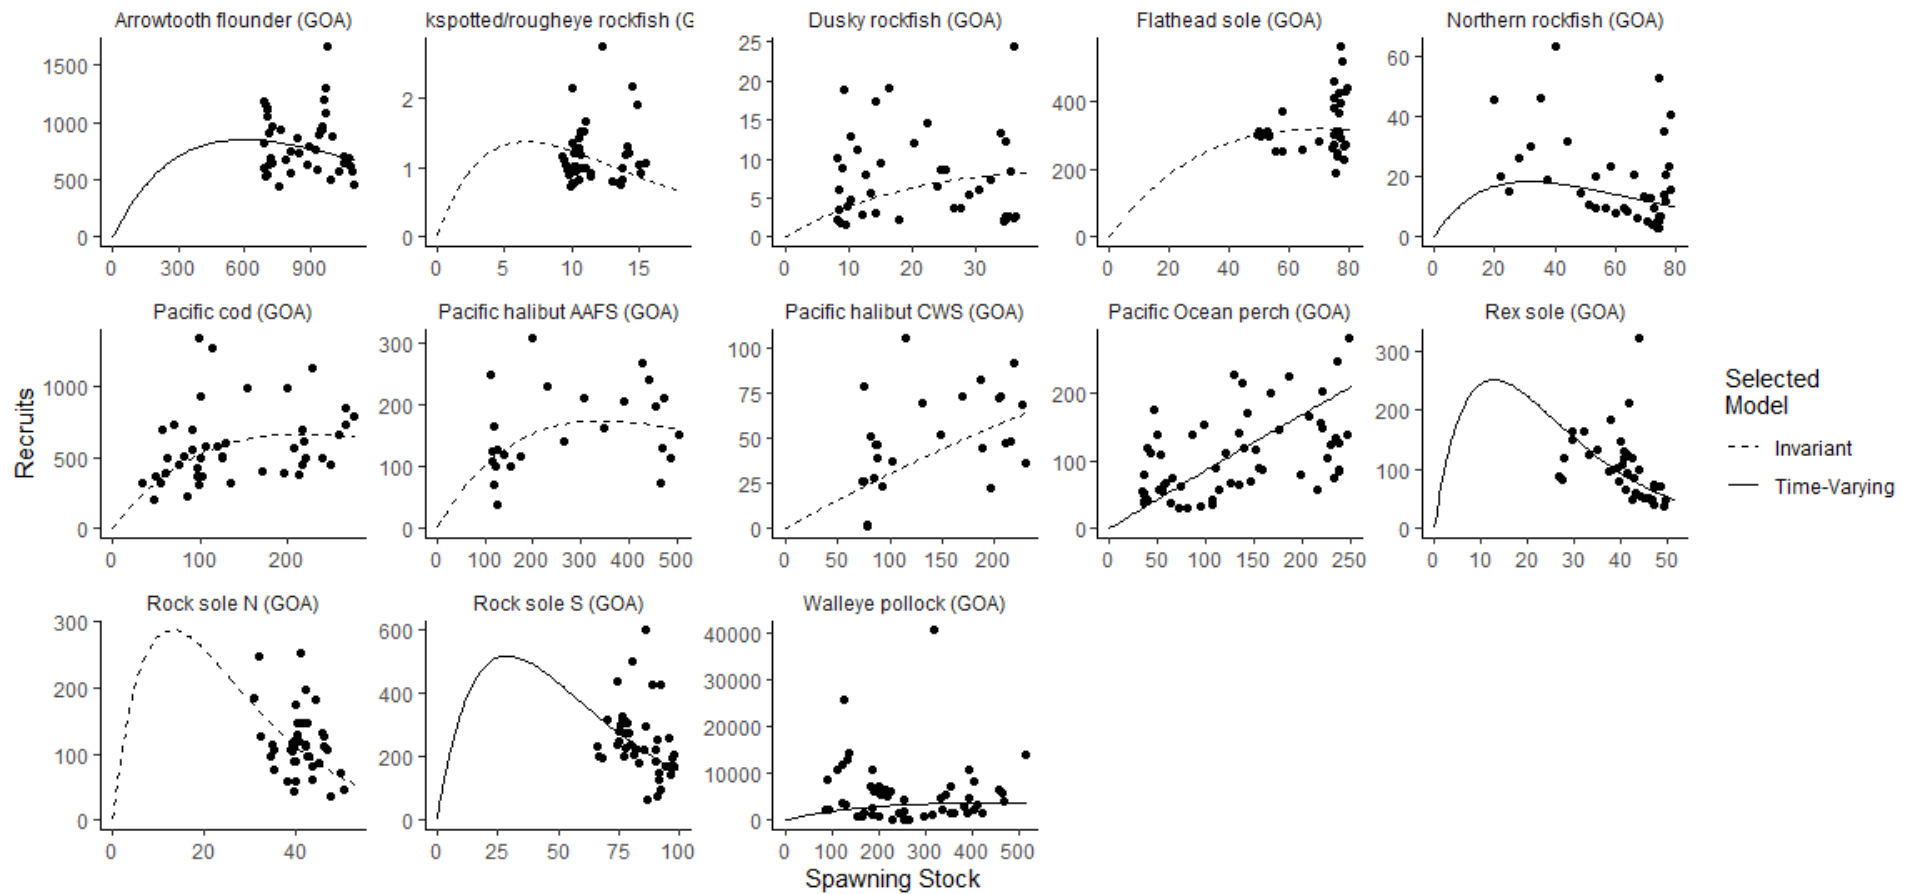 Arrowtooth flounder (GOA)
kspotted/rougheye rockfish (G
Dusky rockfish (GOA)
Flathead sole (GOA)
Northern rockfish (GOA)
1500
1000
500
0
0 300 600 900
2
1
0
0 5 10 15
25
20
15
10
5
0
0 10 20 30
400
200
0
0 20 40 60 80
60
40
20
0
0 20 40 60 80
Pacific cod (GOA)
Pacific halibut AAFS (GOA)
Pacific halibut CWS (GOA)
Pacific Ocean perch (GOA)
Rex sole (GOA)
1000
500
0
0 100 200
300
200
100
0
0 100 200 300 400 500
100
75
50
25
0
0 50 100 150 200
200
100
0
0 50 100 150 200 250
300
200
100
0
0 10 20 30 40 50
Rock sole N (GOA)
Rock sole S (GOA)
Walleye pollock (GOA)
300
200
100
0
0 20 40
600
400
200
0
0 25 50 75 100
40000
30000
20000
10000
0
0 100 200 300 400 500
Recruits
Spawning Stock
Selected
Model
Invariant
Time-Varying